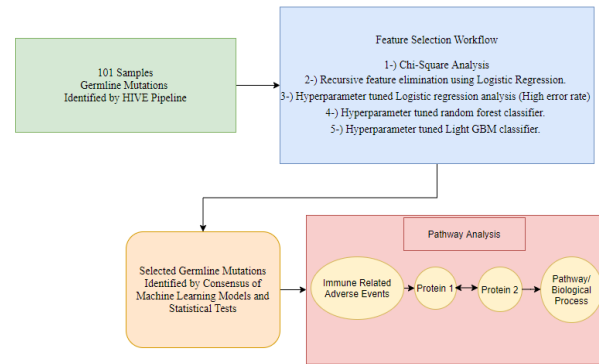 101 Samples
Germline Mutations
Identified by HIVE Pipeline
Feature Selection Workflow
1-) Chi-Square Analysis
2-) Recursive feature elimination using Logistic Regression.
3-) Hyperparameter tuned Logistic regression analysis (High error rate)
4-) Hyperparameter tuned random forest classifier.
5-) Hyperparameter tuned Light GBM classifier.
Selected Germline Mutations
Identified by Consensus of
Machine Learning Models and
Statistical Tests
Pathway Analysis
Immune Related
Adverse Events
Protein 1
Protein 2
Pathway/
Biological
Process